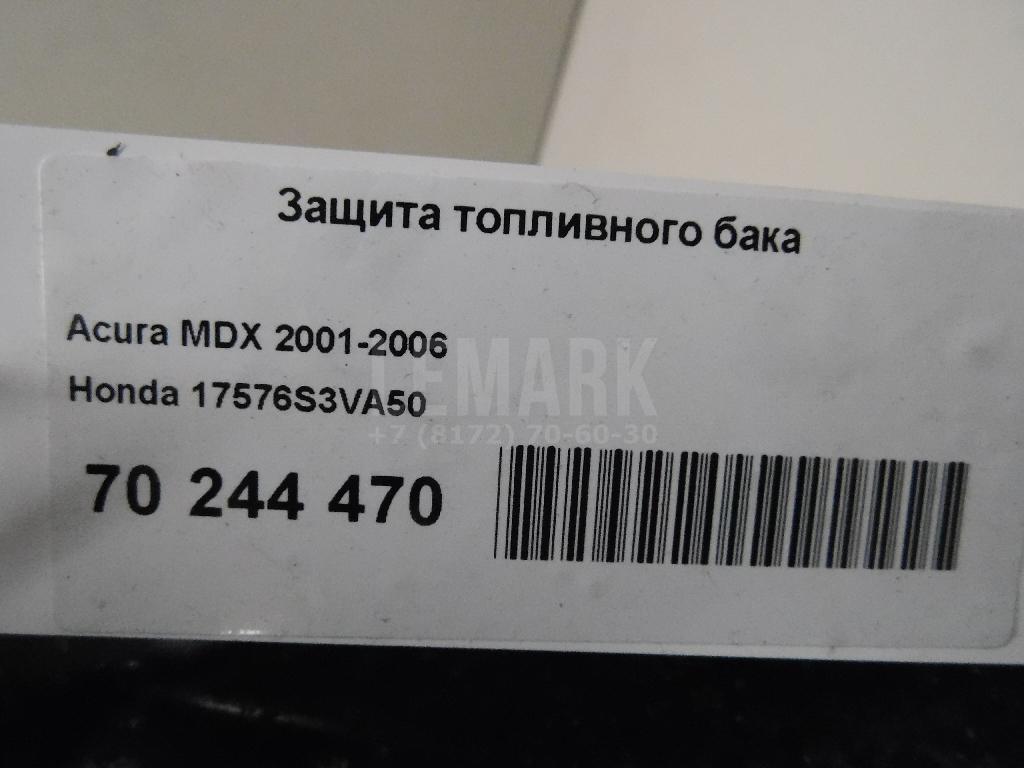 Защита топливного бака
Acura MDX 2001-2006
Honda 17576S3VA50
LEMARK
+7 (8172) 70-60-30
70 244 470